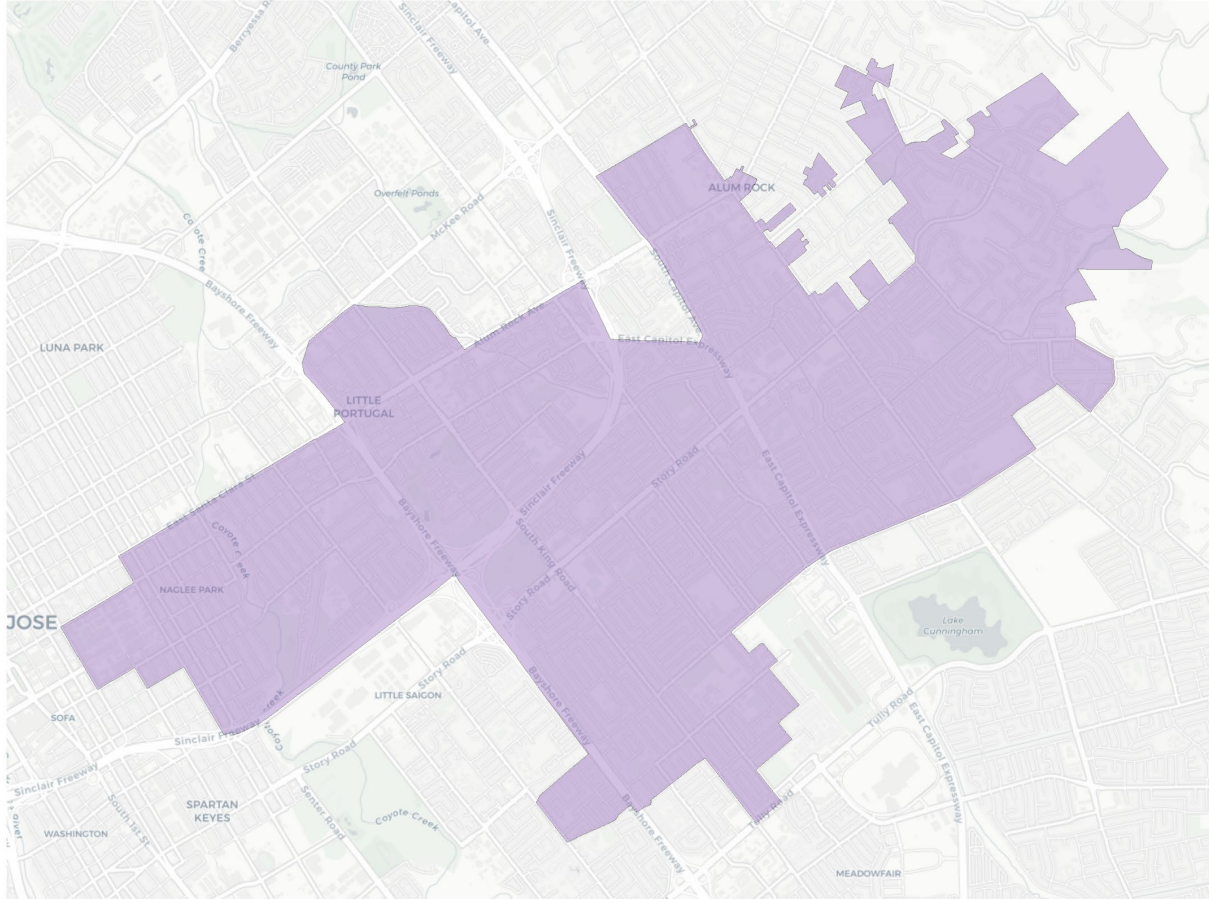 Berryessa R
Sinclair Freeway
Capitol Ave
County Park
Pond
Overfelt Ponds
McKee Road
ALUM ROCK
Coyote Cree
Bayshore Freeway
Sinclair Freeway
South Capitol Ave
LUNA PARK
Alum Rock Ave
East Capitol Expressway
LITTLE
PORTUGAL
East Santa Clara St
Sinclair Freeway
Story Road
East Capitol Expressway
Bayshore Freeway
South King Road
Coyote Creek
NAGLEE PARK
Story Road
JOSE
Lake
Cunningham
Story Road
LITTLE SAIGON
Bayshore Freeway
Tully Road
East Capitol Expressway
SOFA
Sinclair Freeway
Coyote
reek
Sinclair Freeway
Story Road
Senter Road
SPARTAN
KEYES
South 1st St
Coyote Creek
WASHINGTON
Bayshore Freeway
Tully Road
MEADOWFAIR